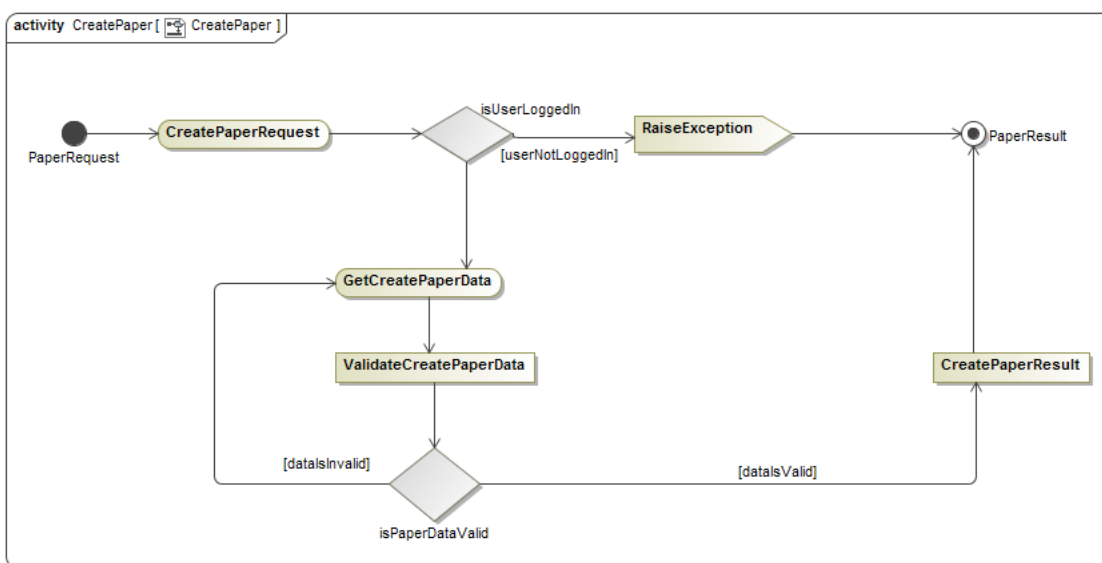 activity CreatePaper [ CreatePaper ]
isUserLoggedIn
CreatePaperRequest
RaiseException
PaperResult
PaperRequest
[userNotLoggedIn]
GetCreatePaperData
ValidateCreatePaperData
CreatePaperResult
[dataIsInvalid]
[dataIsValid]
isPaperDataValid